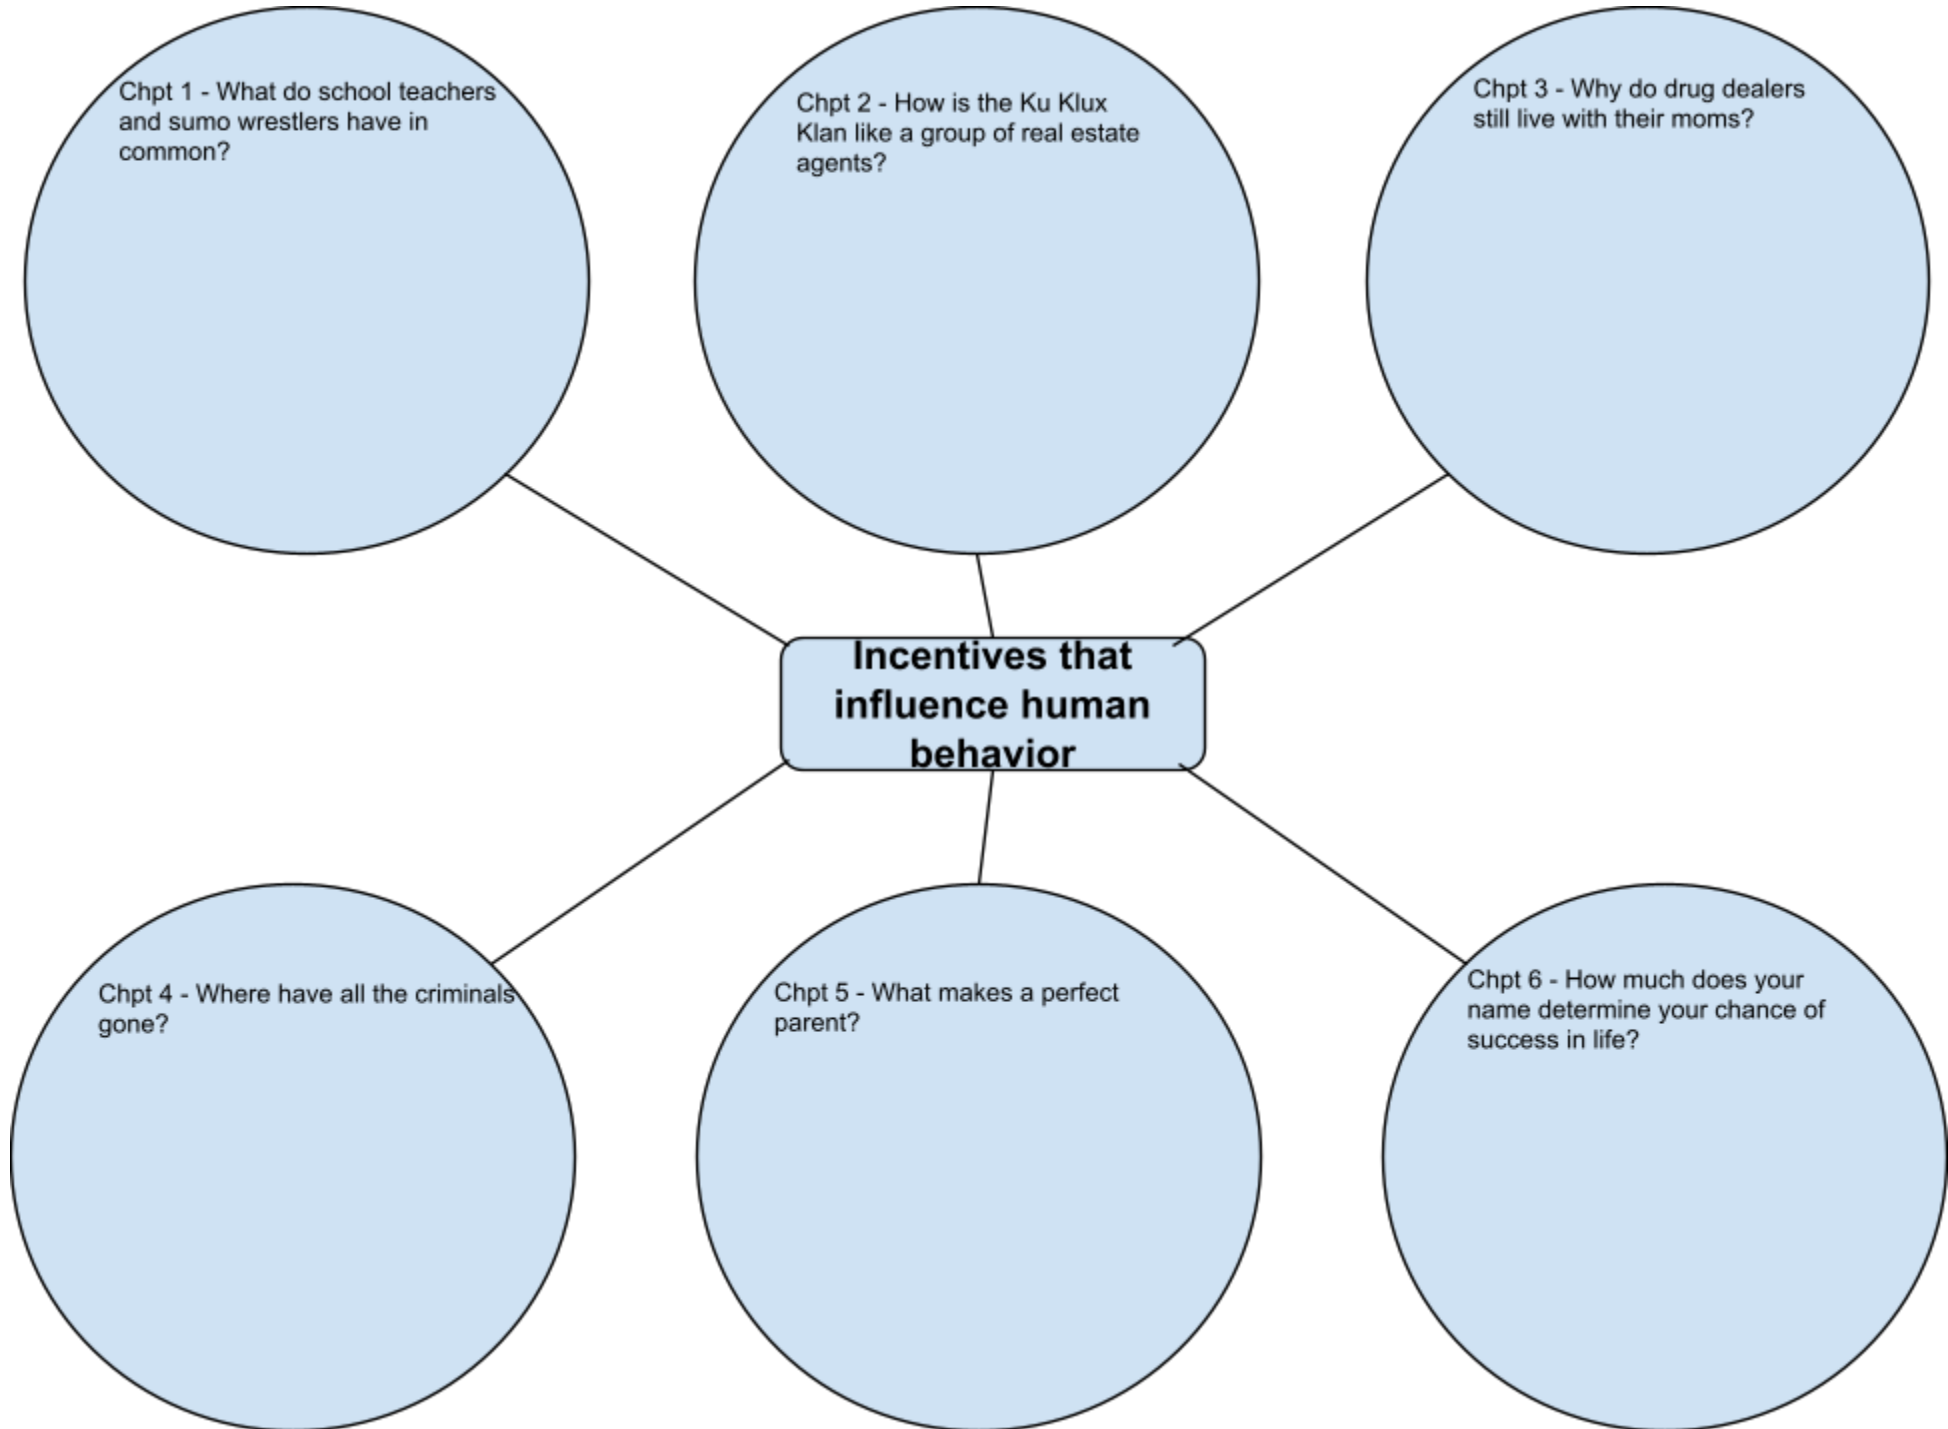 Chpt 1 - What do school teachers
and sumo wrestlers have in
common?
Chpt 2 - How is the Ku Klux
Klan like a group of real estate
agents?
Chpt 3 - Why do drug dealers
still live with their moms?
Incentives that
influence human
behavior
Chpt 4 - Where have all the criminals
gone?
Chpt 5 - What makes a perfect
parent?
Chpt 6 - How much does your
name determine your chance of
success in life?